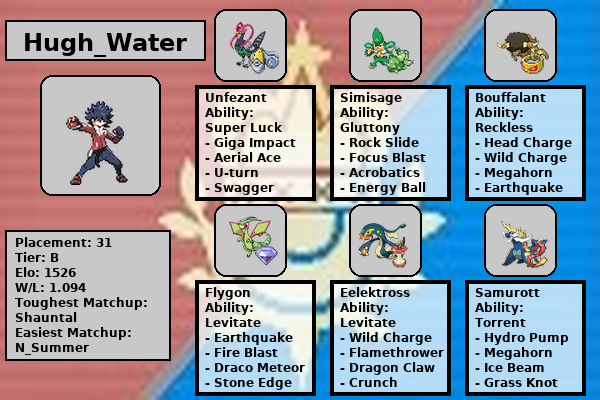 Hugh_Water
Unfezant
Ability:
Super Luck
- Giga Impact
- Aerial Ace
- U-turn
- Swagger
Simisage
Ability:
Gluttony
- Rock Slide
- Focus Blast
- Acrobatics
- Energy Ball
Bouffalant
Ability:
Reckless
- Head Charge
- Wild Charge
- Megahorn
- Earthquake
Placement: 31
Tier: B
Elo: 1526
W/L: 1.094
Toughest Matchup:
Shauntal
Easiest Matchup:
N_Summer
Flygon
Ability:
Levitate
- Earthquake
- Fire Blast
- Draco Meteor
- Stone Edge
Eelektross
Ability:
Levitate
- Wild Charge
- Flamethrower
- Dragon Claw
- Crunch
Samurott
Ability:
Torrent
- Hydro Pump
- Megahorn
- Ice Beam
- Grass Knot